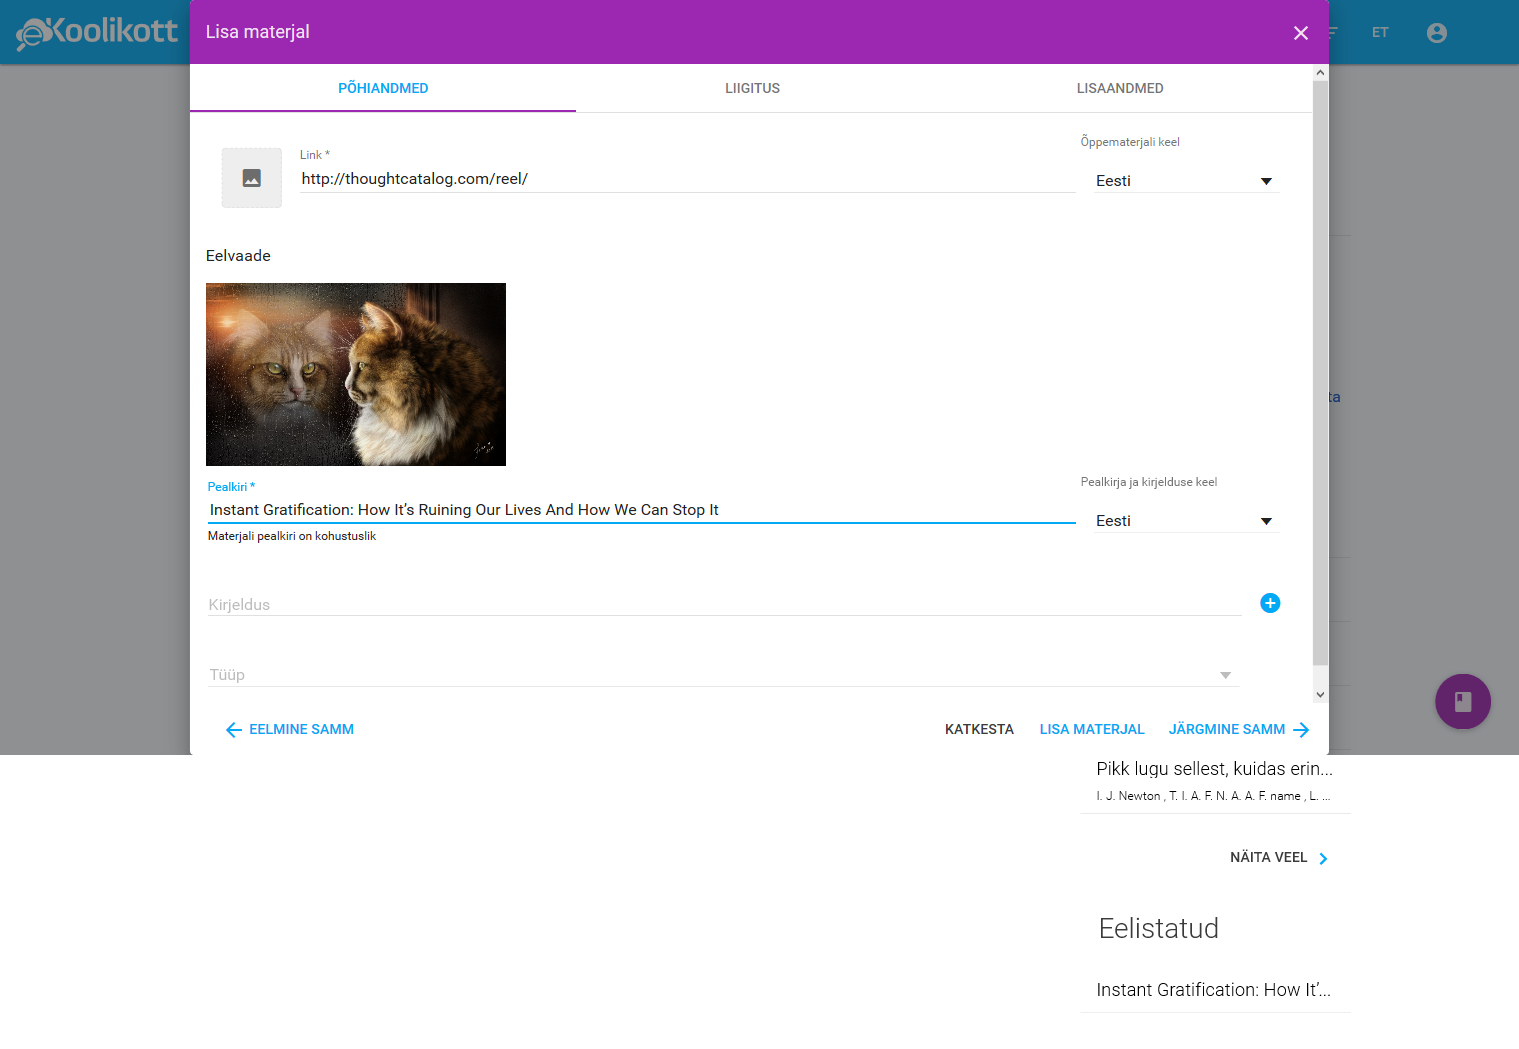 eKoolikott
Lisa materjal
ET
PÕHIANDMED
LIIGITUS
LISAANDMED
Link *
http://thoughtcatalog.com/reel/
Õppematerjali keel
Eesti
Eelvaade
ta
Pealkiri *
Instant Gratification: How It’s Ruining Our Lives And How We Can Stop It
Materjali pealkiri on kohustuslik
Pealkirja ja kirjelduse keel
Eesti
Kirjeldus
Tüüp
EELMINE SAMM
KATKESTA
LISA MATERJAL
JÄRGMINE SAMM
Pikk lugu sellest, kuidas erin...
I. J. Newton , T. I. A. F. N. A. A. F. name , L. ...
NÄITA VEEL
Eelistatud
Instant Gratification: How It’...